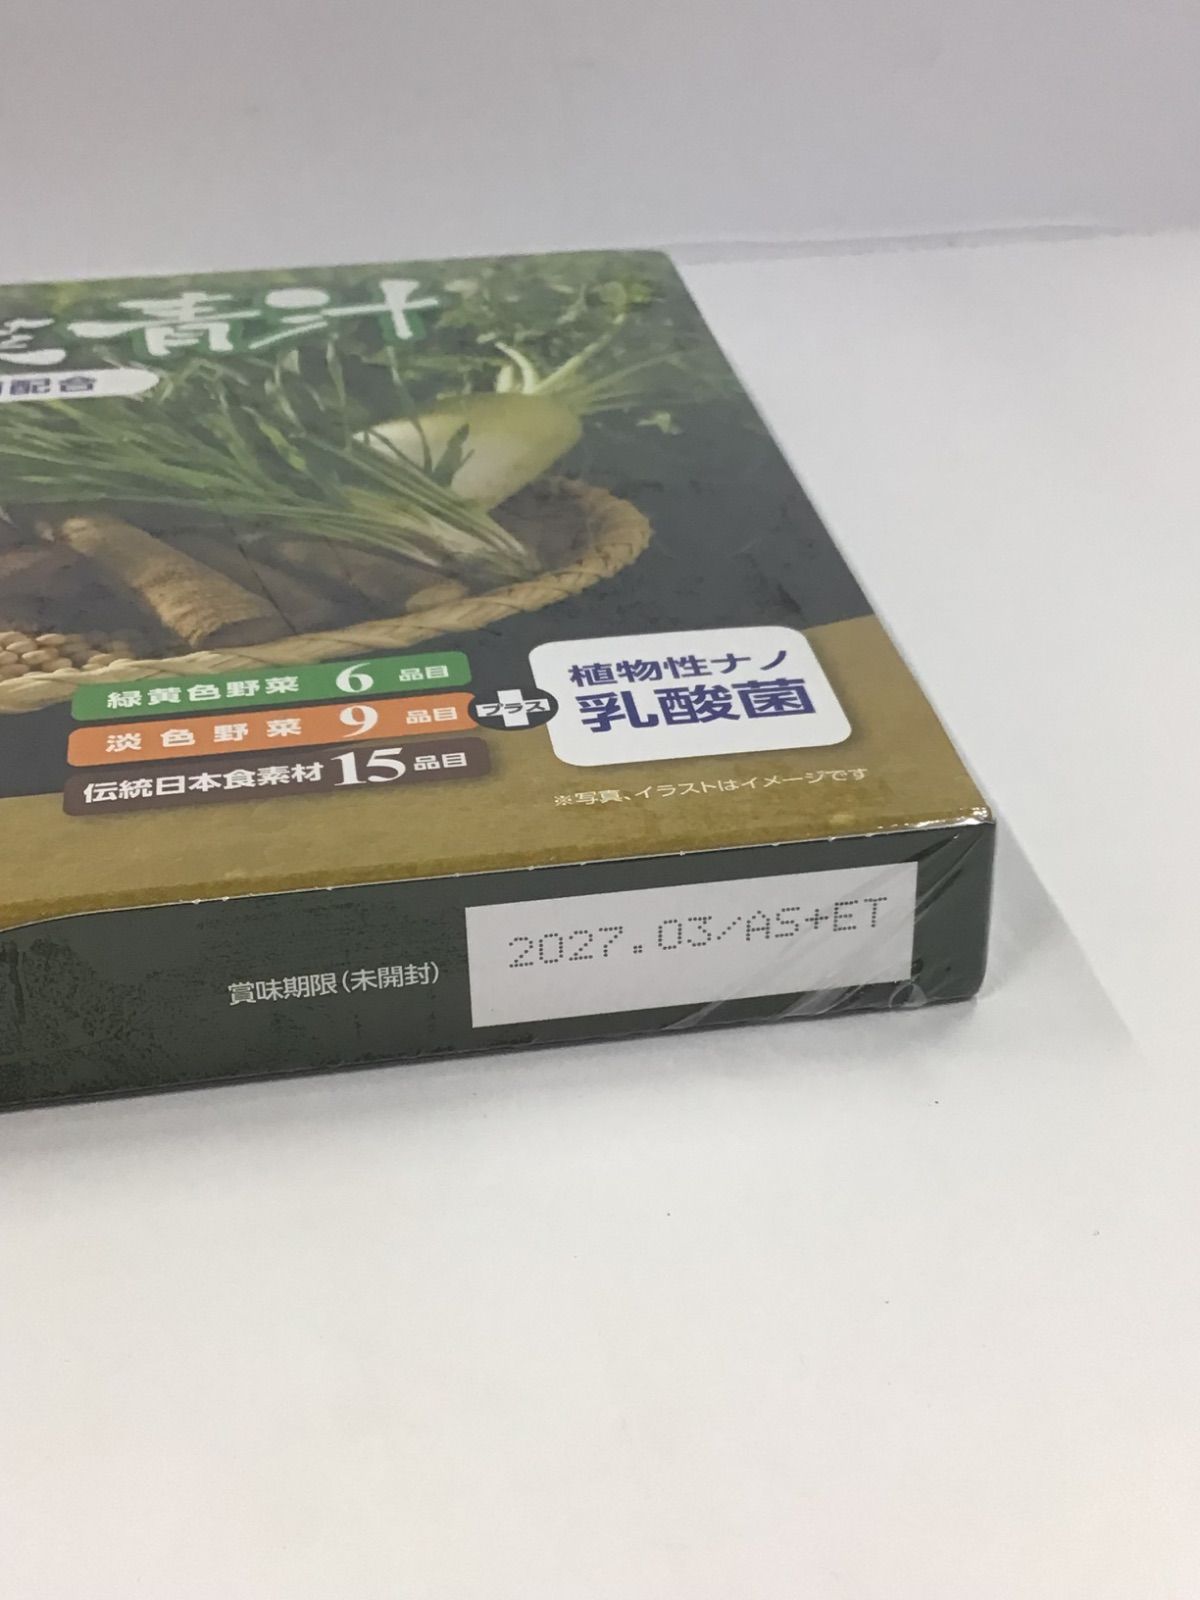 青汁
配合
緑黄色野菜 6 品目
淡色野菜 9 品目
伝統日本食素材 15 品目
プラス
植物性ナノ
乳酸菌
※写真、イラストはイメージです
賞味期限(未開封)
2027.03/AS+ET